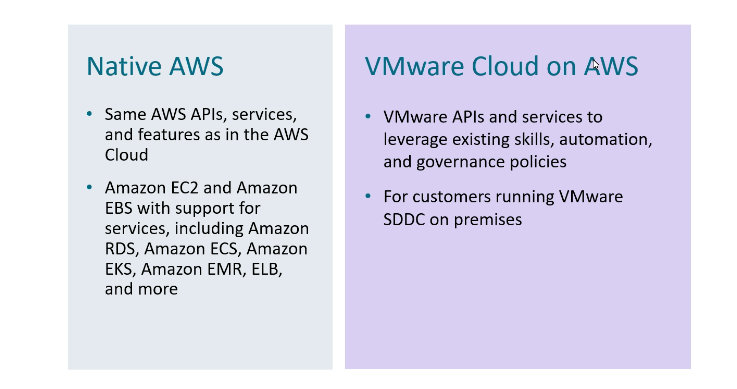 Native AWS
• Same AWS APIs, services,
and features as in the AWS
Cloud
• Amazon EC2 and Amazon
EBS with support for
services, including Amazon
RDS, Amazon ECS, Amazon
EKS, Amazon EMR, ELB,
and more
VMware Cloud on AWS
• VMware APIs and services to
leverage existing skills, automation,
and governance policies
• For customers running VMware
SDDC on premises